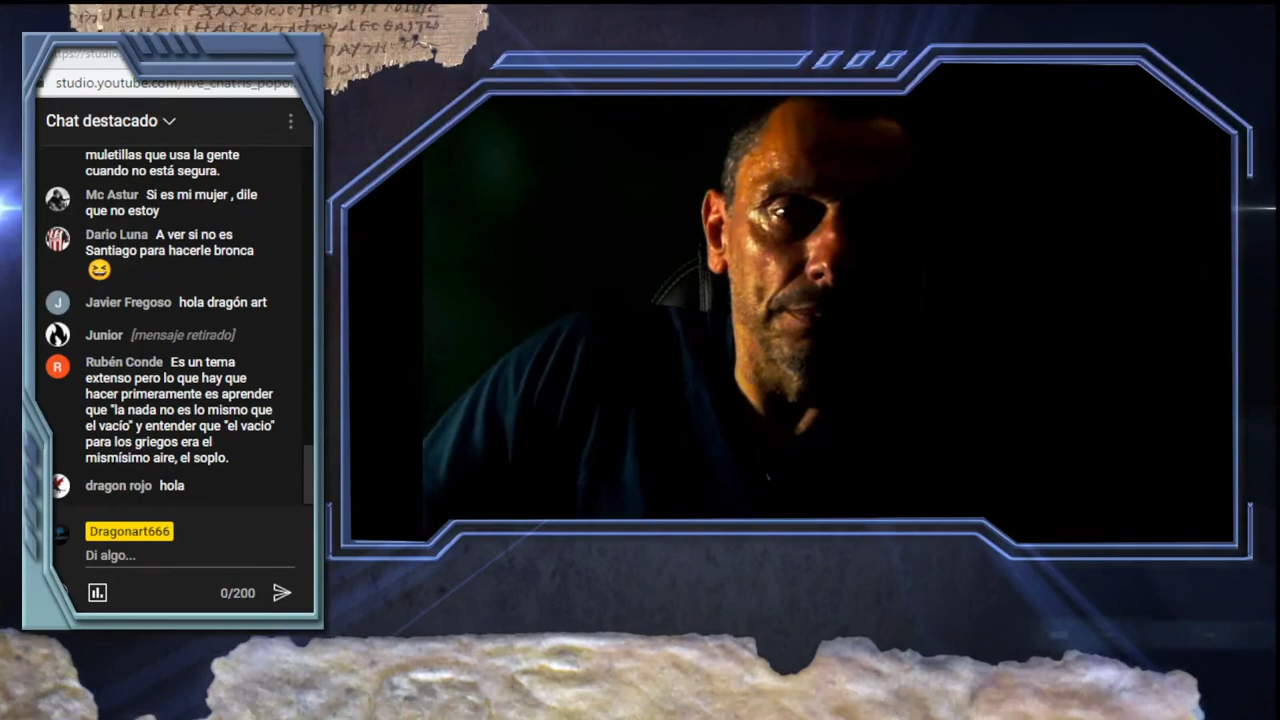 studio.youtube.com/live_chat?is_popo
Chat destacado
muletillas que usa la gente
cuando no está segura.
Mc Astur Si es mi mujer , dile
que no estoy
Dario Luna A ver si no es
Santiago para hacerle bronca
😆
Javier Fregoso hola dragón art
J
Junior [mensaje retirado]
R
Rubén Conde Es un tema
extenso pero lo que hay que
hacer primeramente es aprender
que "la nada no es lo mismo que
el vacío" y entender que "el vacio"
para los griegos era el
mismísimo aire, el soplo.
dragon rojo hola
Dragonart666
Di algo...
0/200